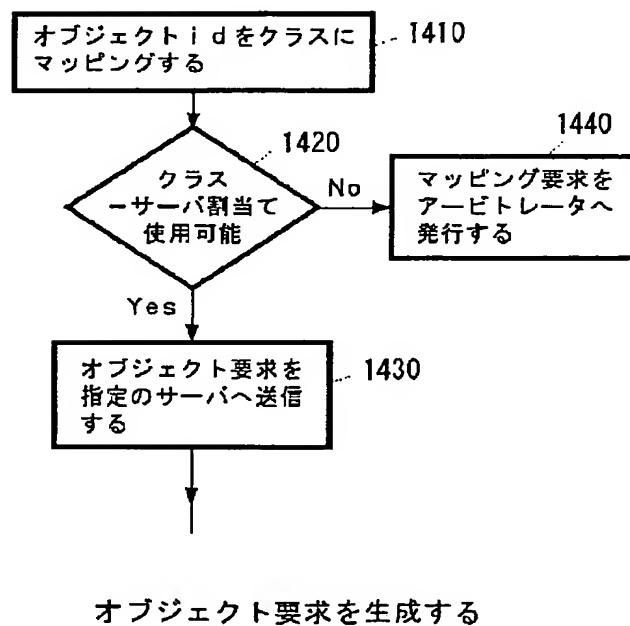 オブジェクトｉｄをクラスに
マッピングする
1410
1420
クラス
ーサーバ割当て
使用可能
No
1440
マッピング要求を
アービトレータへ
発行する
Yes
オブジェクト要求を
指定のサーバへ送信
する
1430
オブジェクト要求を生成する